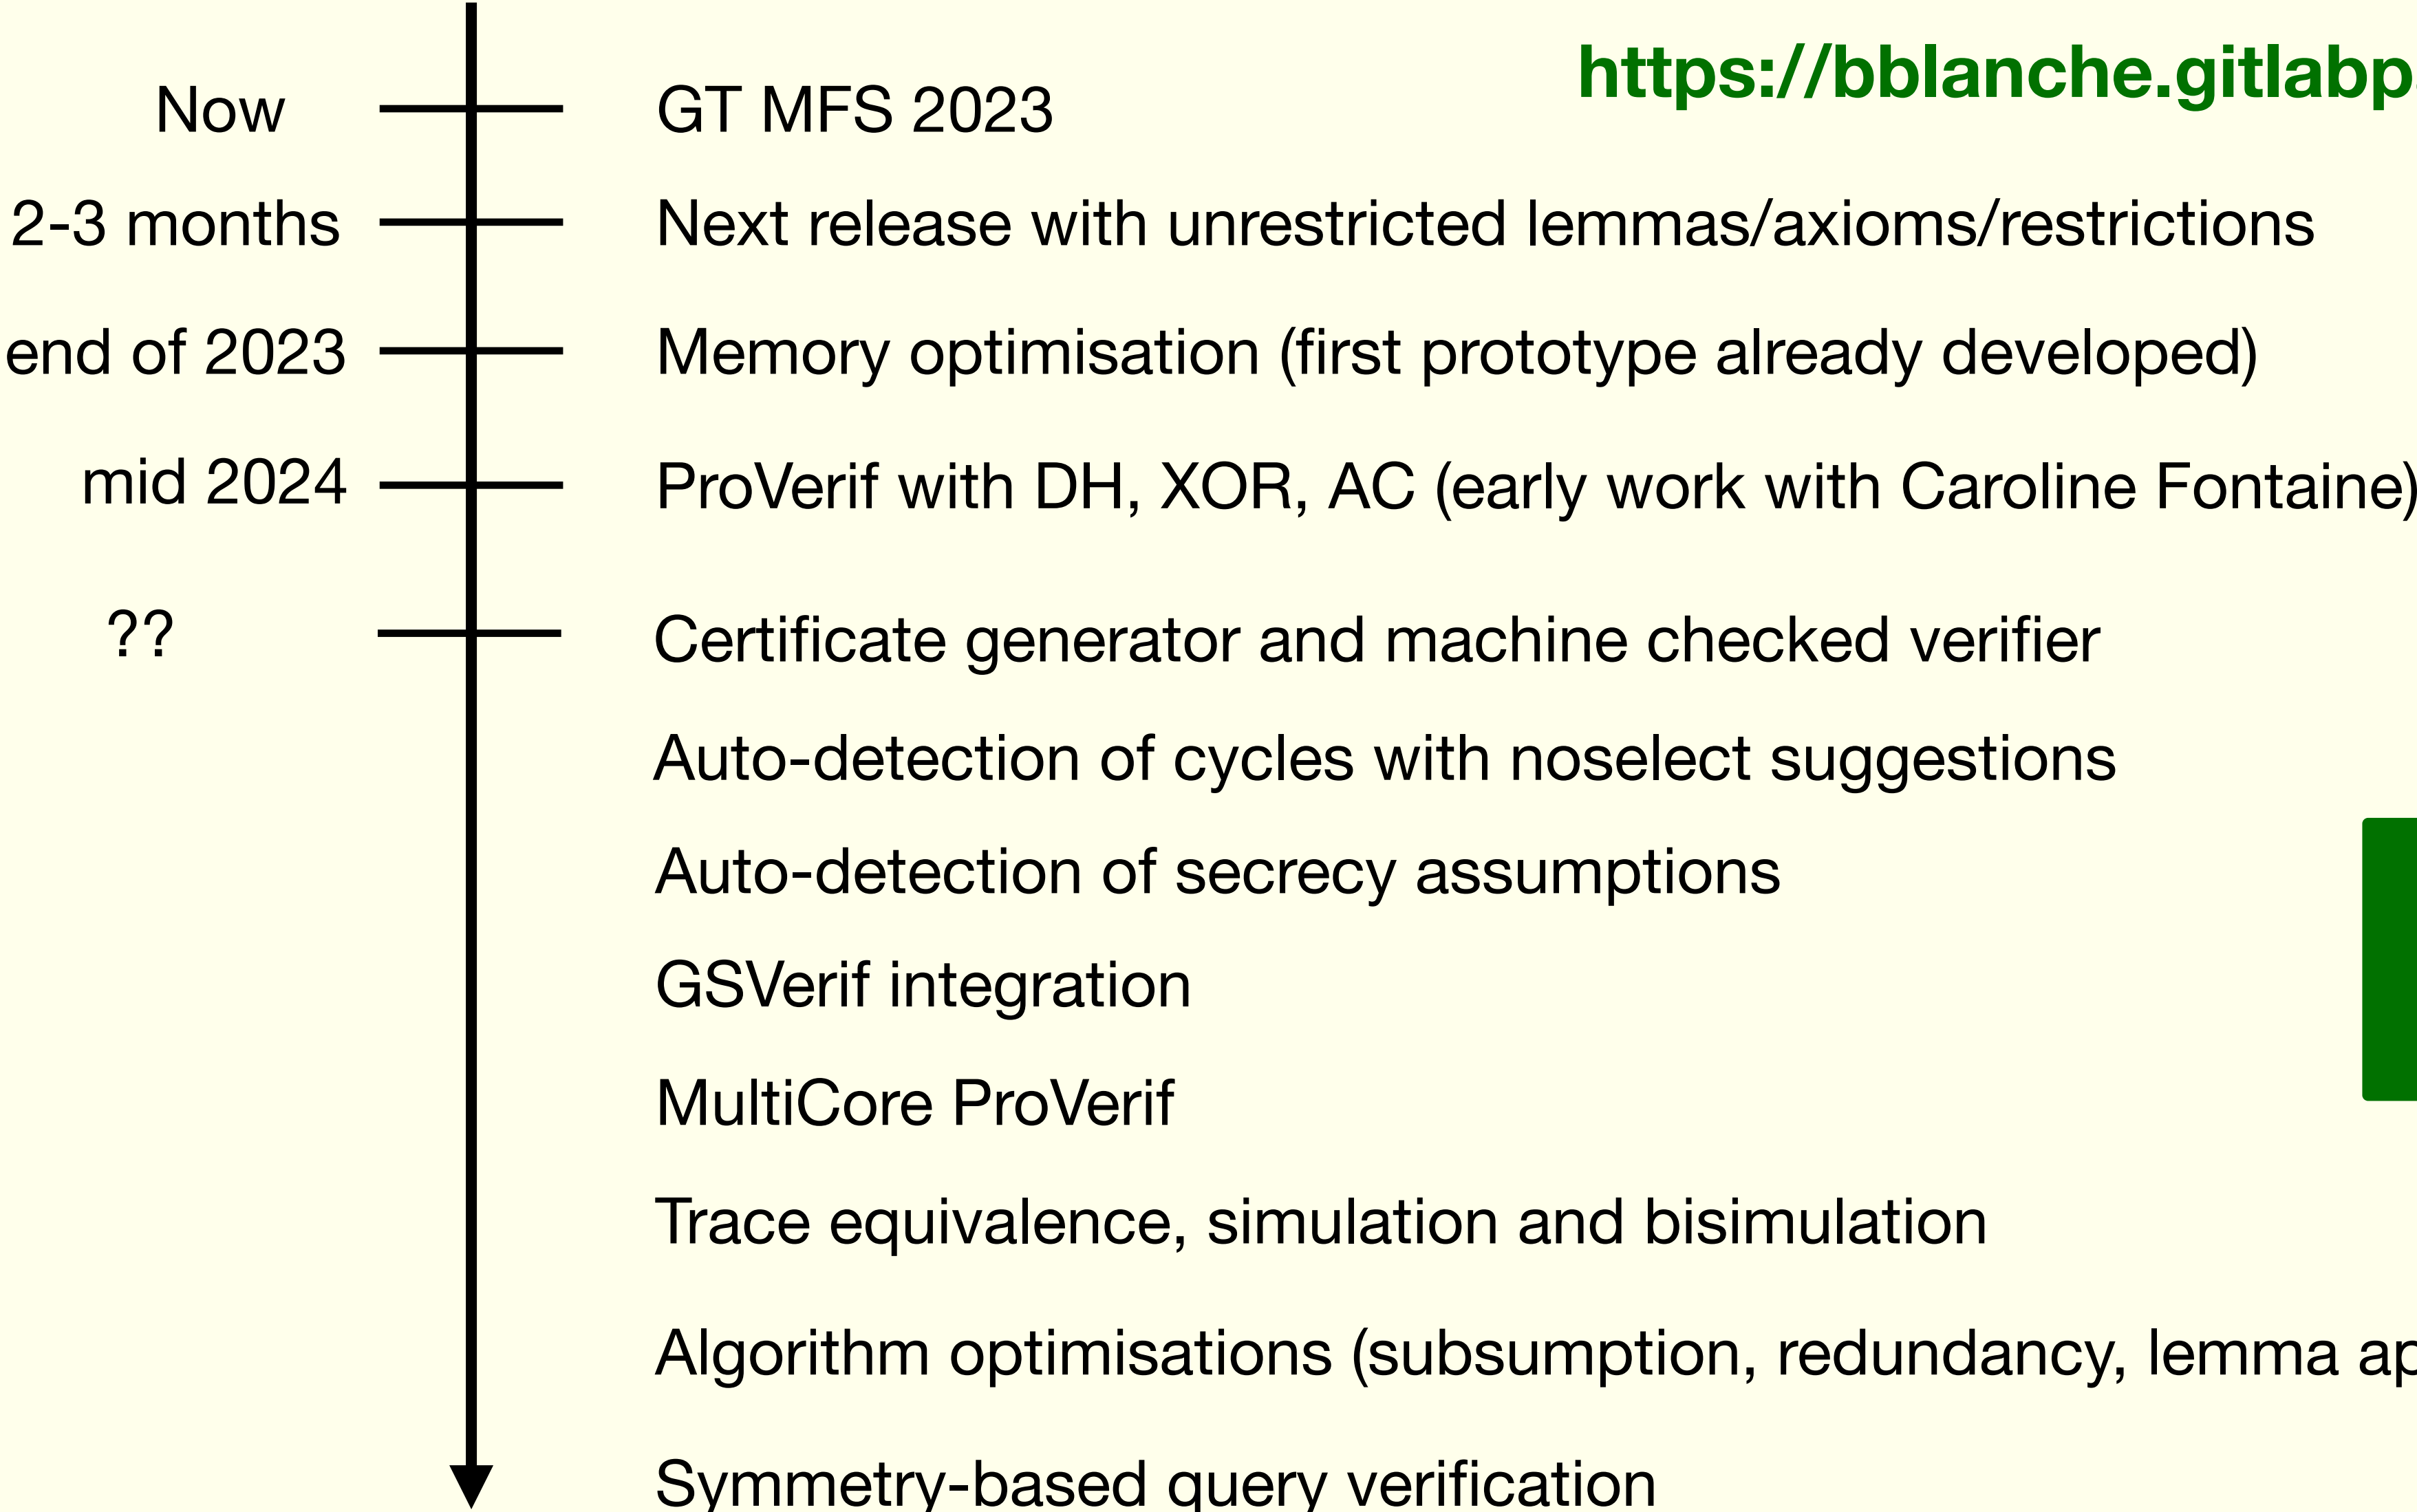 https://bblanche.gitlabp
Now GT MFS 2023
2-3 months Next release with unrestricted lemmas/axioms/restrictions
end of 2023 Memory optimisation (first prototype already developed)
mid 2024 ProVerif with DH, XOR, AC (early work with Caroline Fontaine)
?? Certificate generator and machine checked verifier
Auto-detection of cycles with noselect suggestions
Auto-detection of secrecy assumptions
GSVerif integration
MultiCore ProVerif
Trace equivalence, simulation and bisimulation
Algorithm optimisations (subsumption, redundancy, lemma ap
Symmetry-based query verification